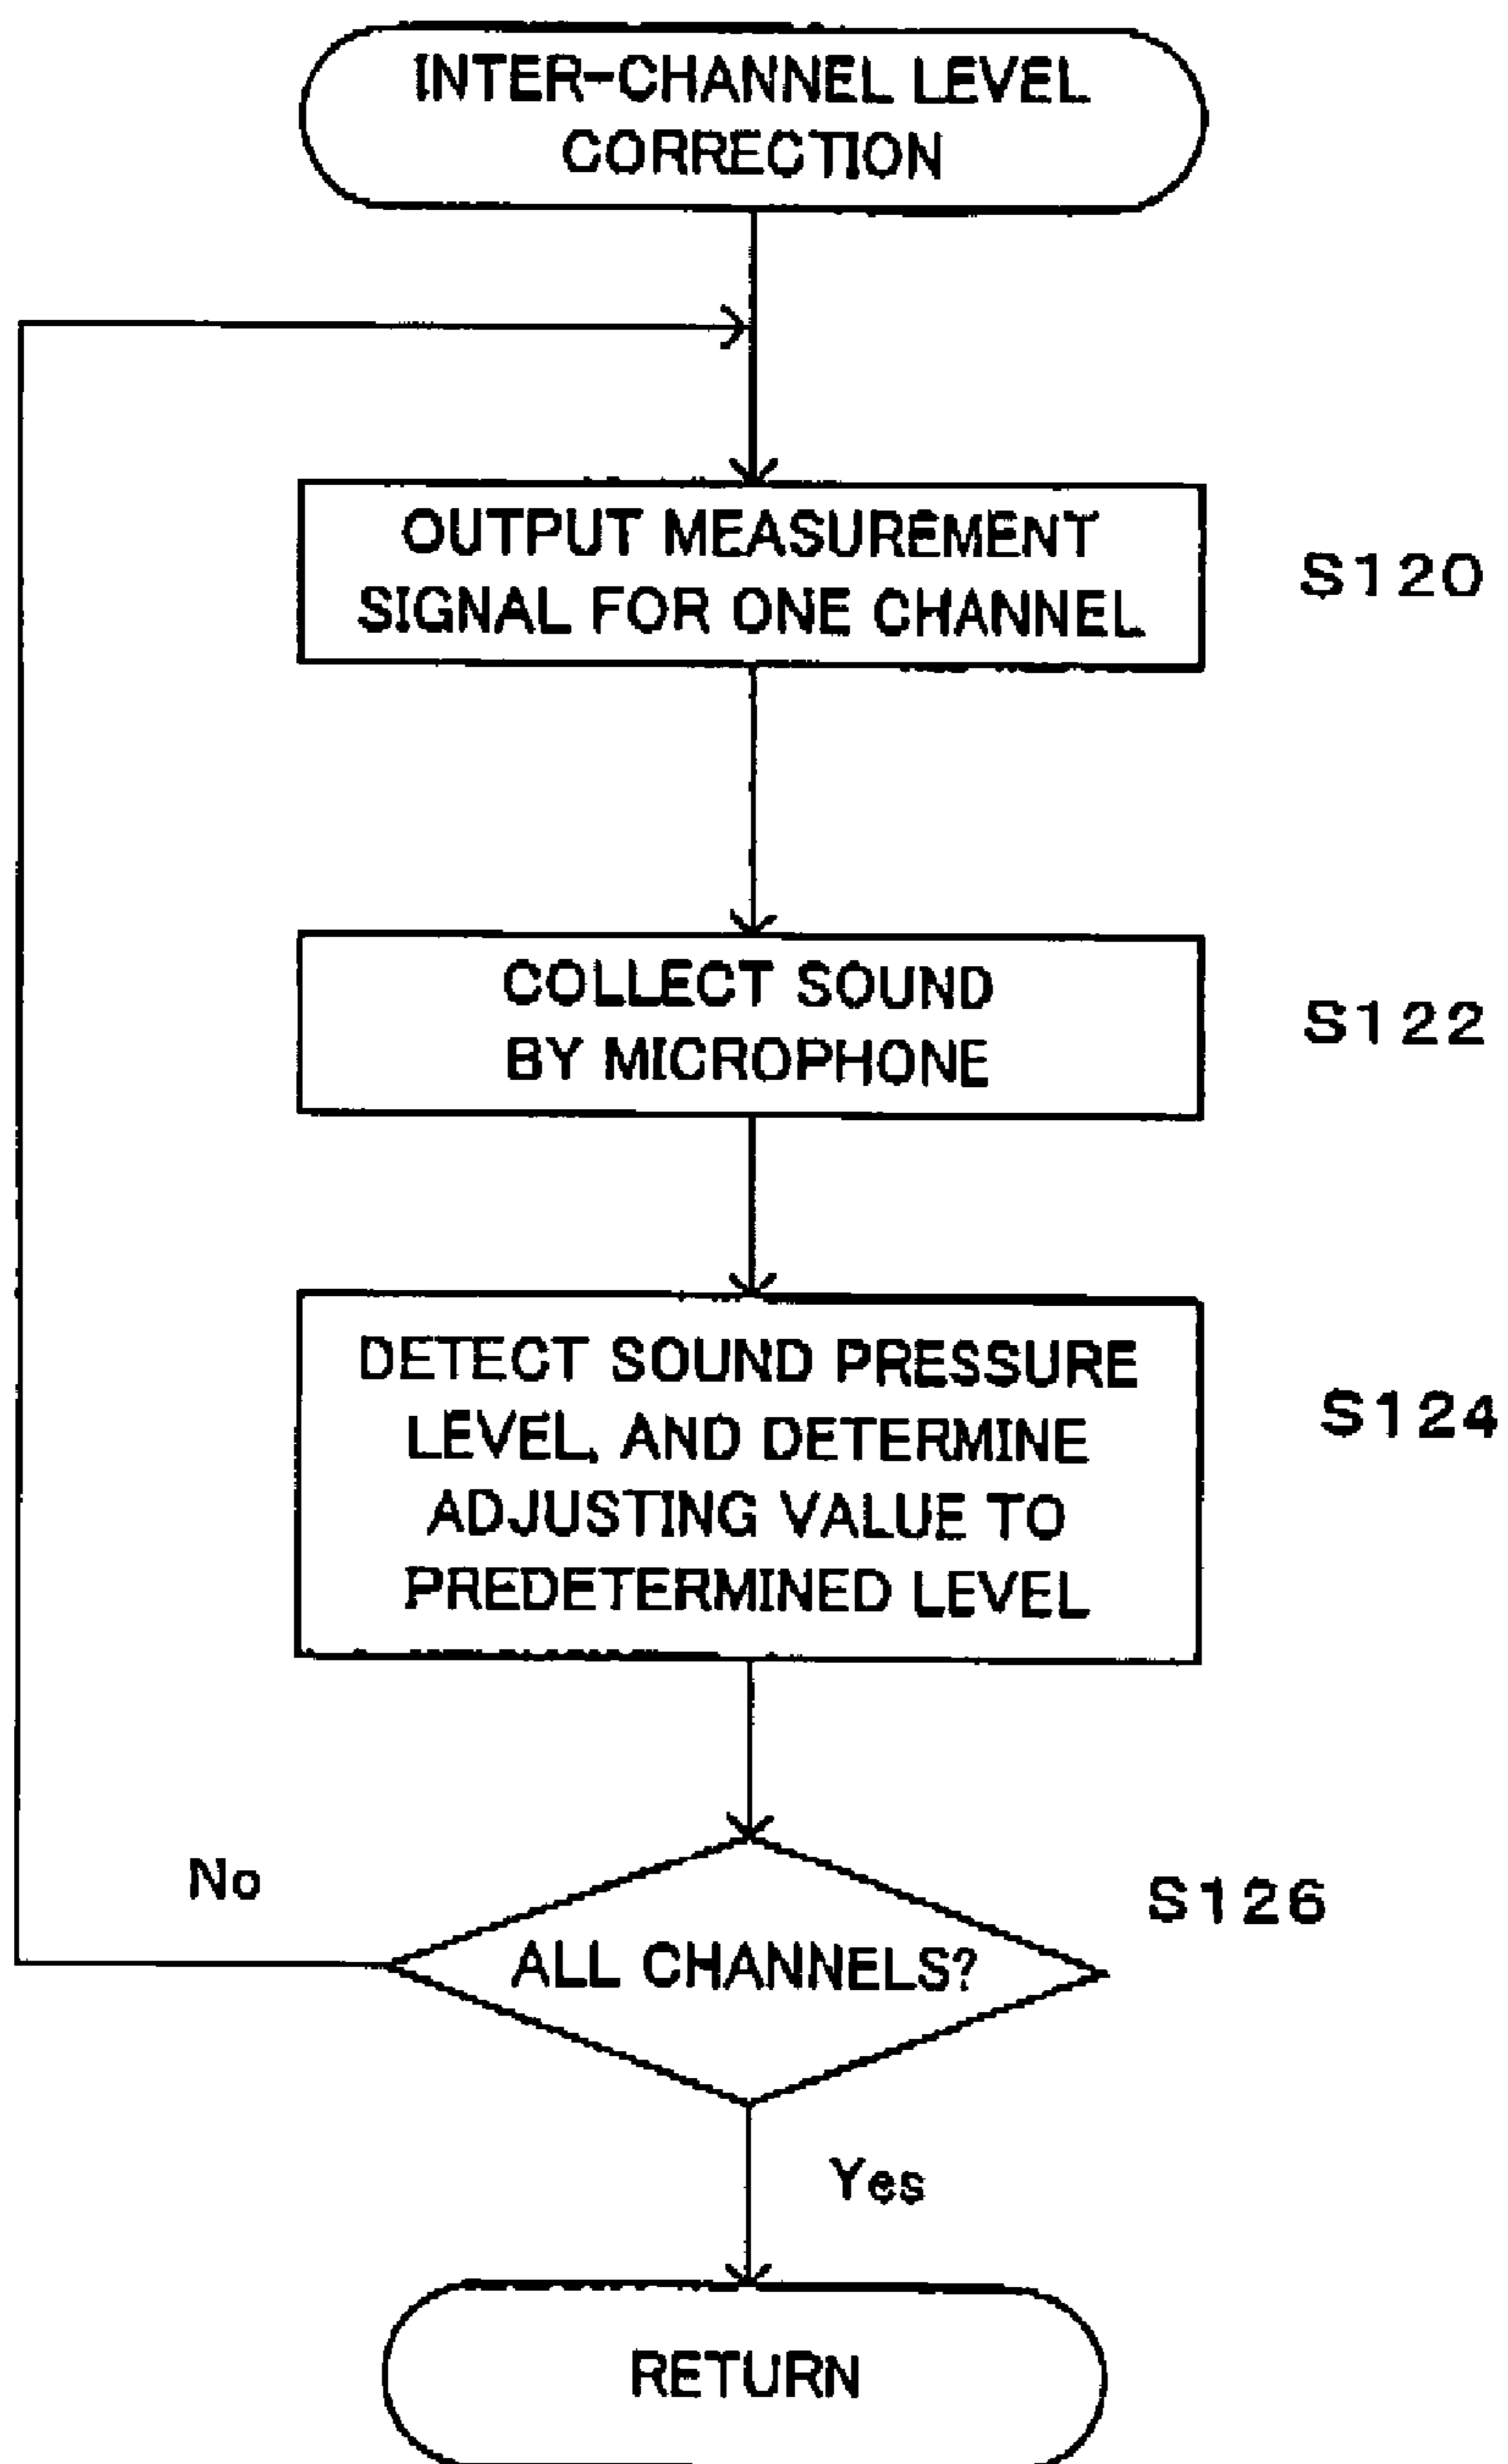 INTER-CHANNEL LEVEL
CORRECTION
OUTPUT MEASUREMENT
SIGNAL FOR ONE CHANNEL
S120
COLLECT SOUND
BY MICROPHONE
S122
DETECT SOUND PRESSURE
LEVEL, AND DETERMINE
ADJUSTING VALUE TO
PREDETERMINED LEVEL
S124
No
S126
ALL CHANNELS?
Yes
RETURN